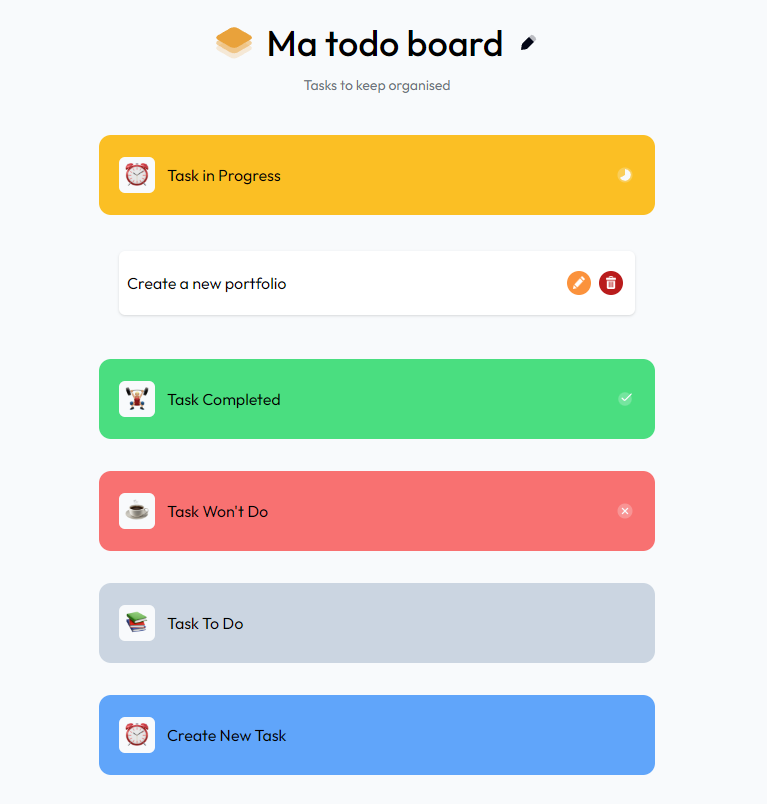 Ma todo board
Tasks to keep organised
Task in Progress
Create a new portfolio
Task Completed
Task Won't Do
Task To Do
Create New Task